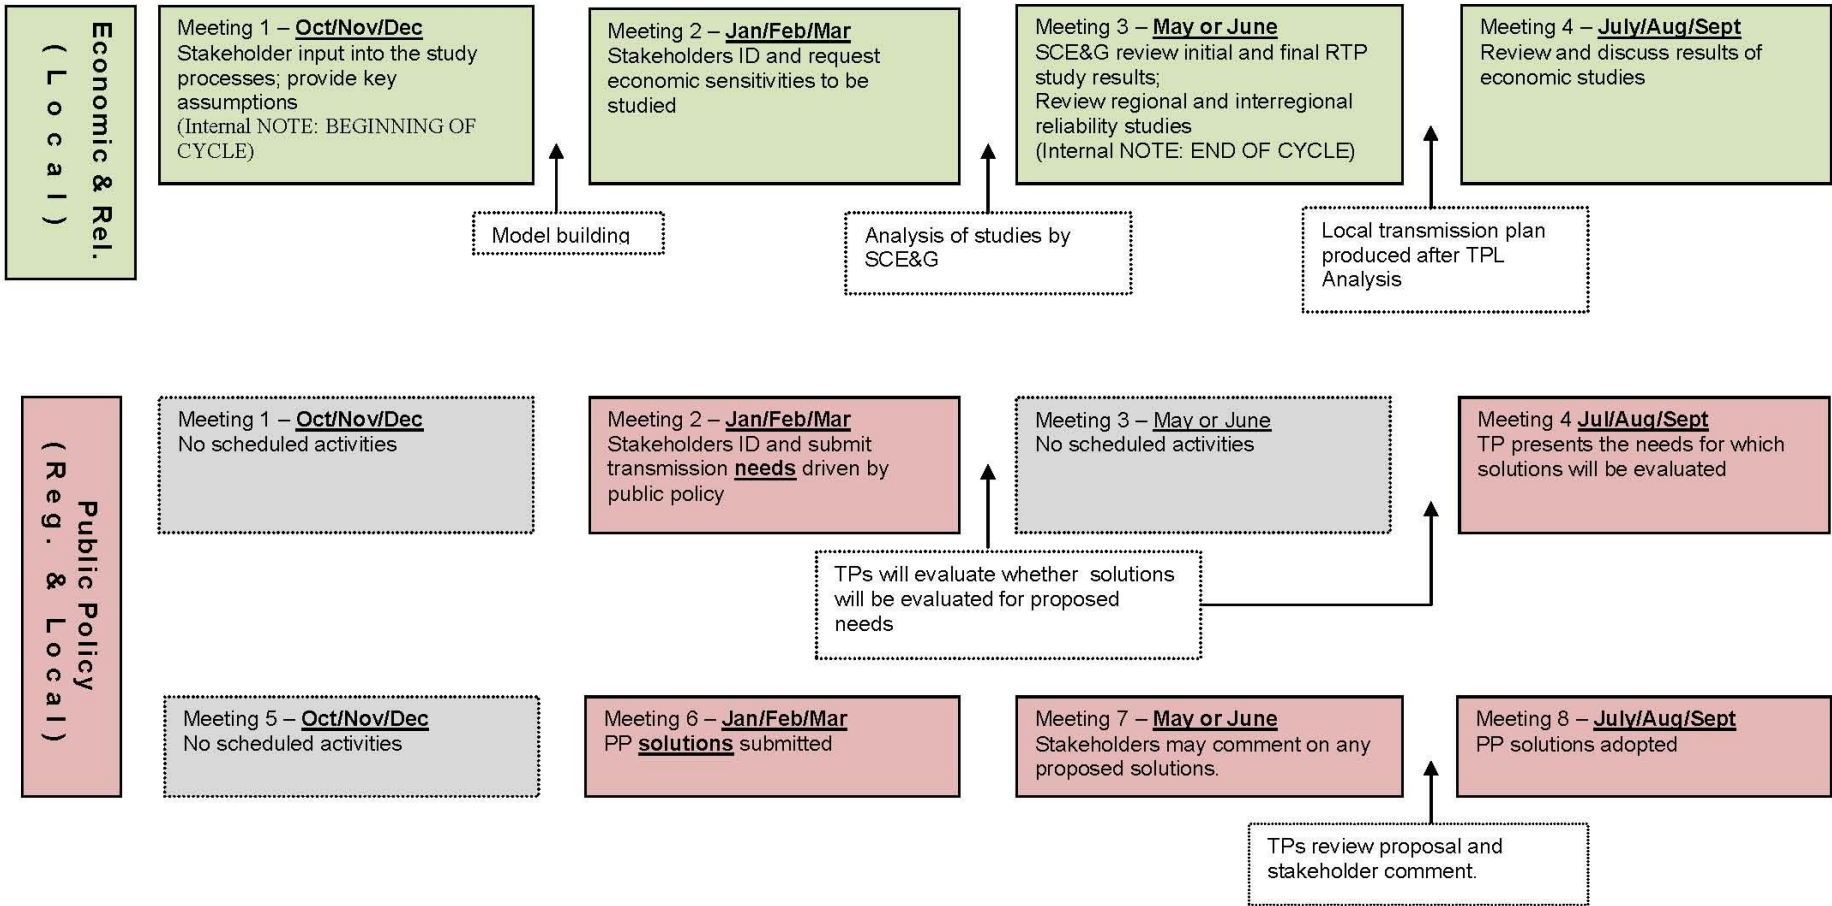 Economic & Rel.
( L o c a l )
Meeting 1 – Oct/Nov/Dec
Stakeholder input into the study
processes; provide key
assumptions
(Internal NOTE: BEGINNING OF
CYCLE)
Meeting 2 – Jan/Feb/Mar
Stakeholders ID and request
economic sensitivities to be
studied
Meeting 3 – May or June
SCE&G review initial and final RTP
study results;
Review regional and interregional
reliability studies
(Internal NOTE: END OF CYCLE)
Meeting 4 – July/Aug/Sept
Review and discuss results of
economic studies
Model building
Analysis of studies by
SCE&G
Local transmission plan
produced after TPL
Analysis
Public Policy
( R e g . & L o c a l )
Meeting 1 – Oct/Nov/Dec
No scheduled activities
Meeting 2 – Jan/Feb/Mar
Stakeholders ID and submit
transmission needs driven by
public policy
Meeting 3 – May or June
No scheduled activities
Meeting 4 Jul/Aug/Sept
TP presents the needs for which
solutions will be evaluated
TPs will evaluate whether solutions
will be evaluated for proposed
needs
Meeting 5 – Oct/Nov/Dec
No scheduled activities
Meeting 6 – Jan/Feb/Mar
PP solutions submitted
Meeting 7 – May or June
Stakeholders may comment on any
proposed solutions.
Meeting 8 – July/Aug/Sept
PP solutions adopted
TPs review proposal and
stakeholder comment.